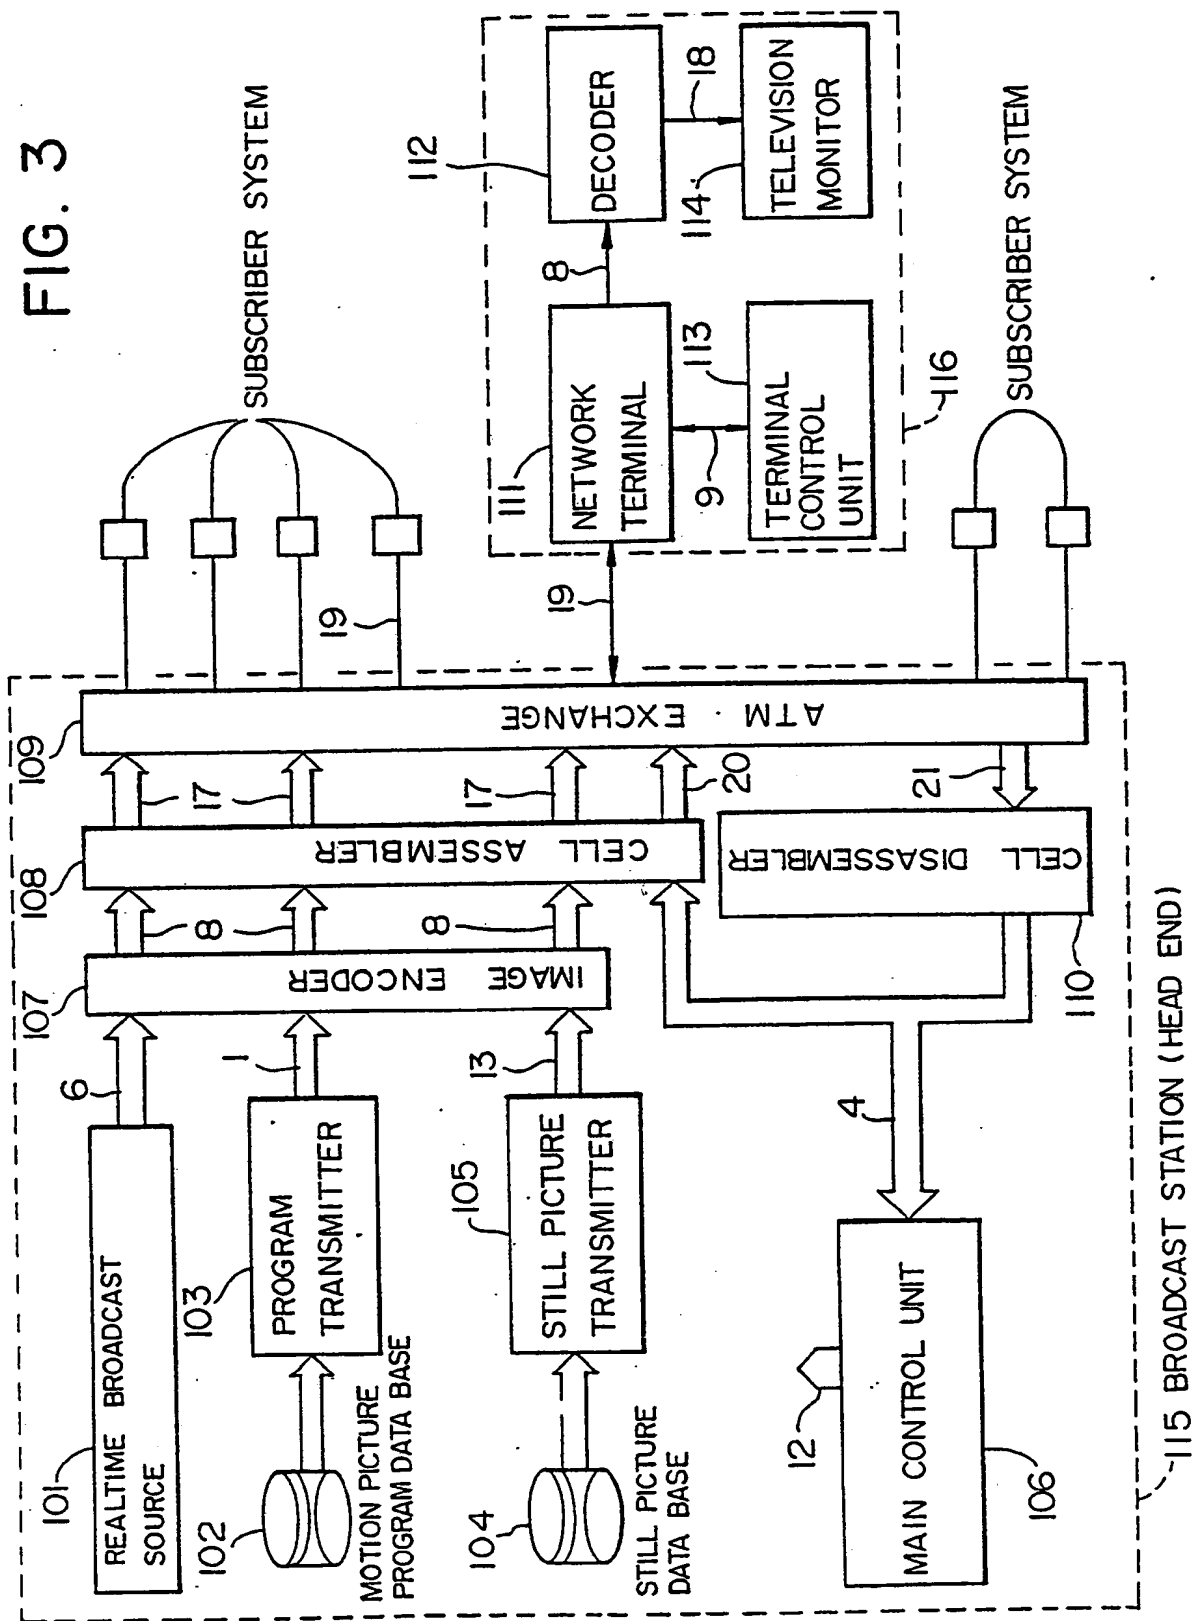 FIG. 3
101
REALTIME BROADCAST
SOURCE
6
102
MOTION PICTURE
PROGRAM DATA BASE
103
PROGRAM
TRANSMITTER
1
104
STILL PICTURE
DATA BASE
105
STILL PICTURE
TRANSMITTER
13
107
IMAGE ENCODER
8
8
108
CELL ASSEMBLER
17
17
20
109
ATM EXCHANGE
21
CELL DISASSEMBLER
110
4
12
MAIN CONTROL UNIT
106
115 BROADCAST STATION (HEAD END)
19
SUBSCRIBER SYSTEM
19
111
NETWORK
TERMINAL
8
112
DECODER
18
9
113
TERMINAL
CONTROL
UNIT
114
TELEVISION
MONITOR
116
SUBSCRIBER SYSTEM